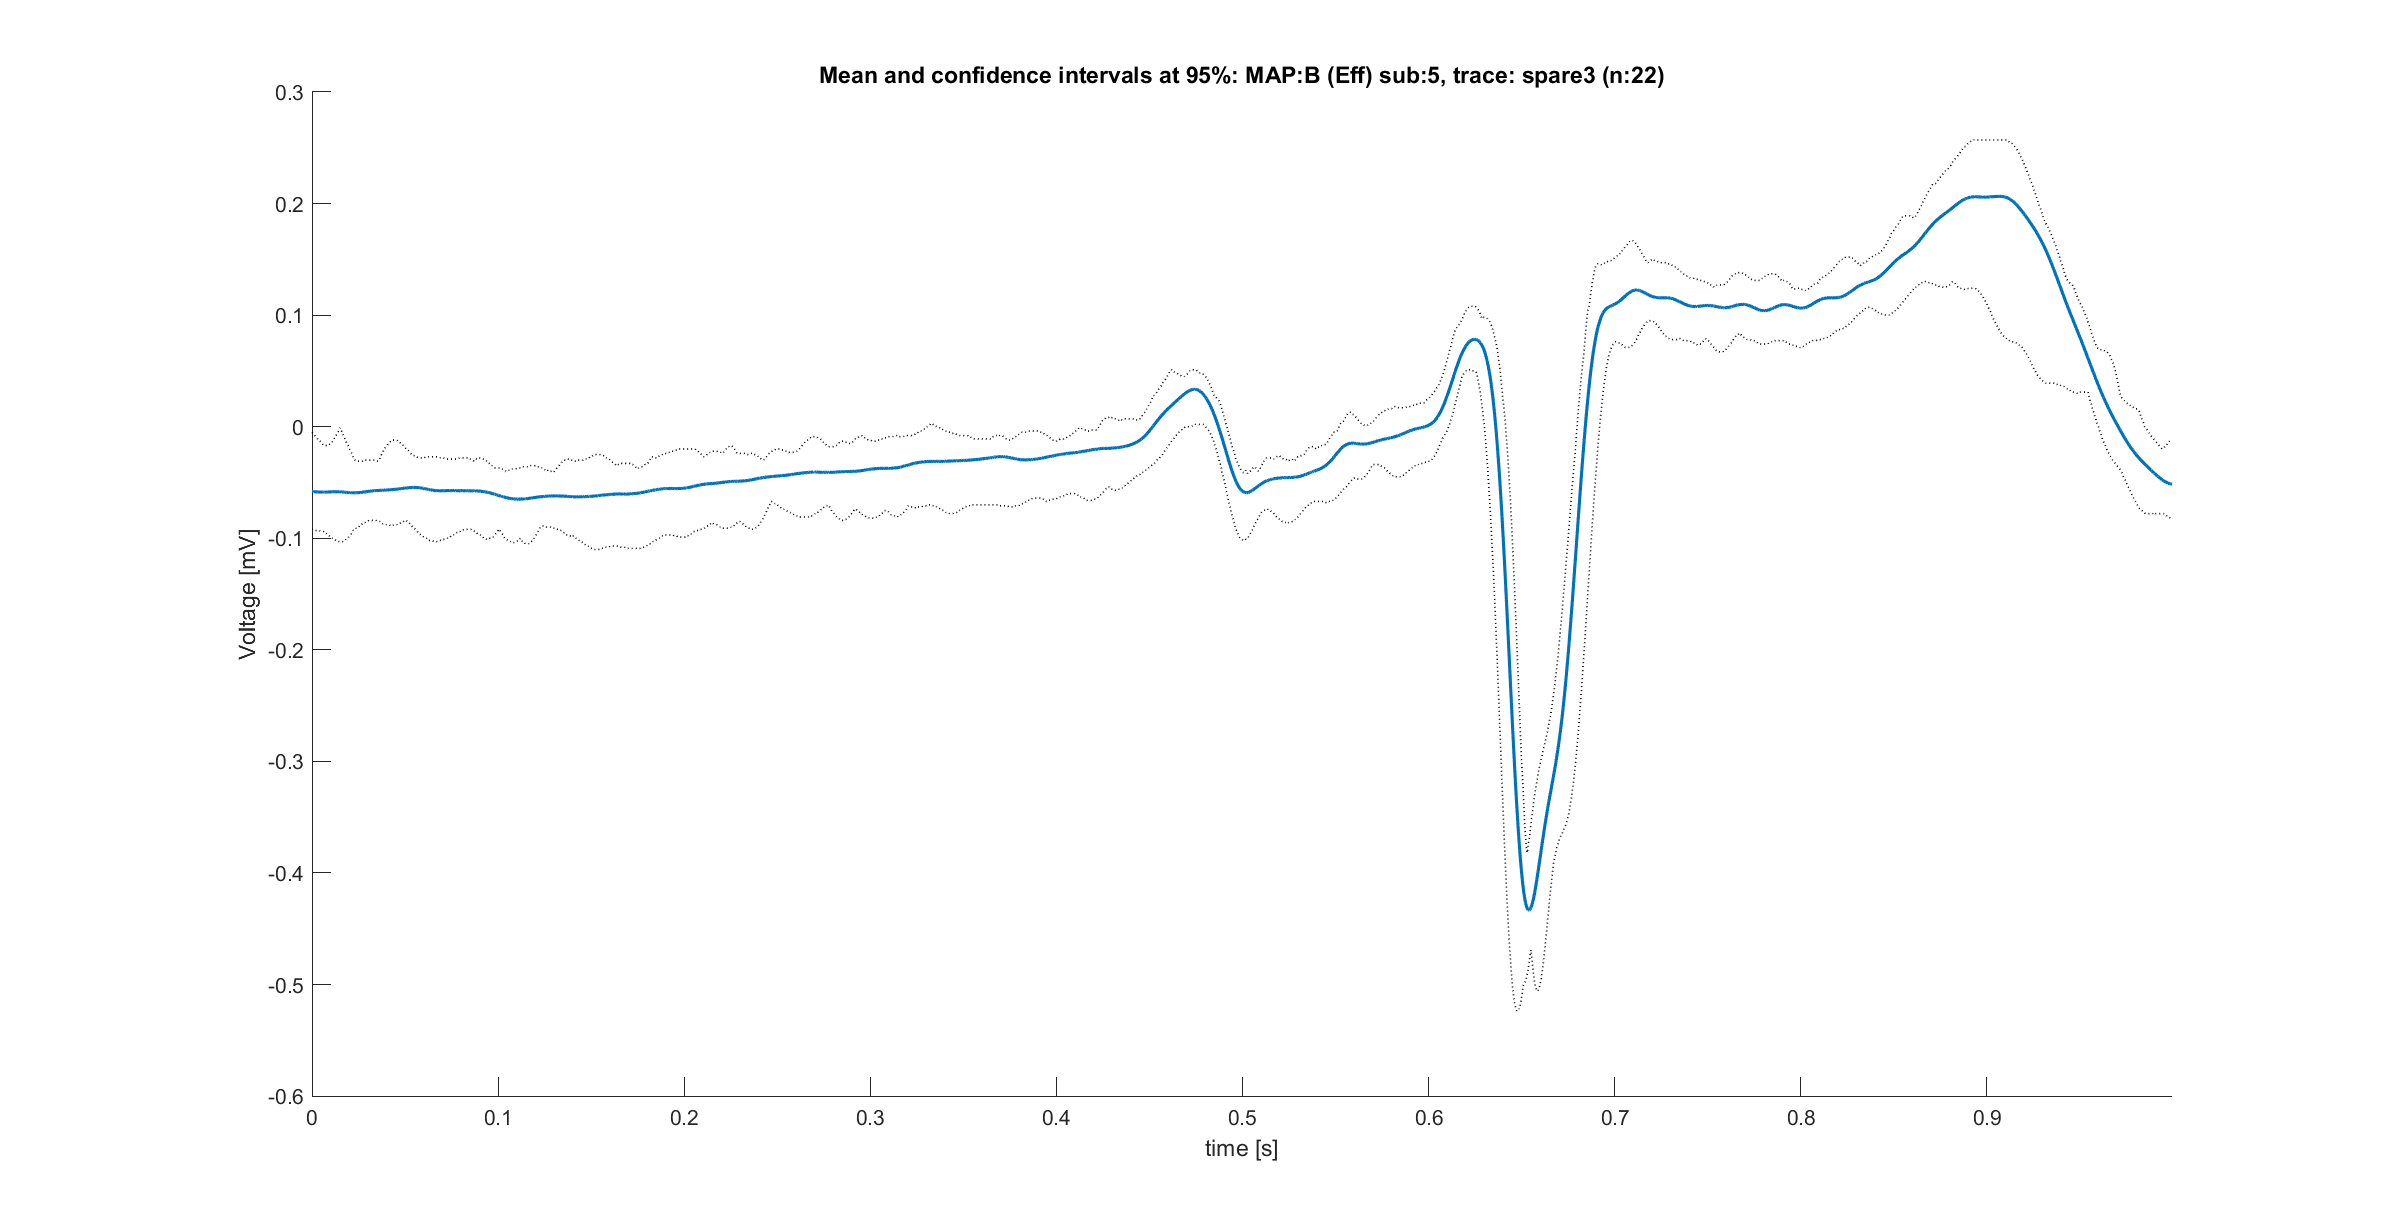 Mean and confidence intervals at 95%: MAP:B (Eff) sub:5, trace: spare3 (n:22)
0.3
0.2
0.1
0
-0.1
-0.2
-0.3
-0.4
-0.5
-0.6
Voltage [mV]
0 0.1 0.2 0.3 0.4 0.5 0.6 0.7 0.8 0.9
time [s]